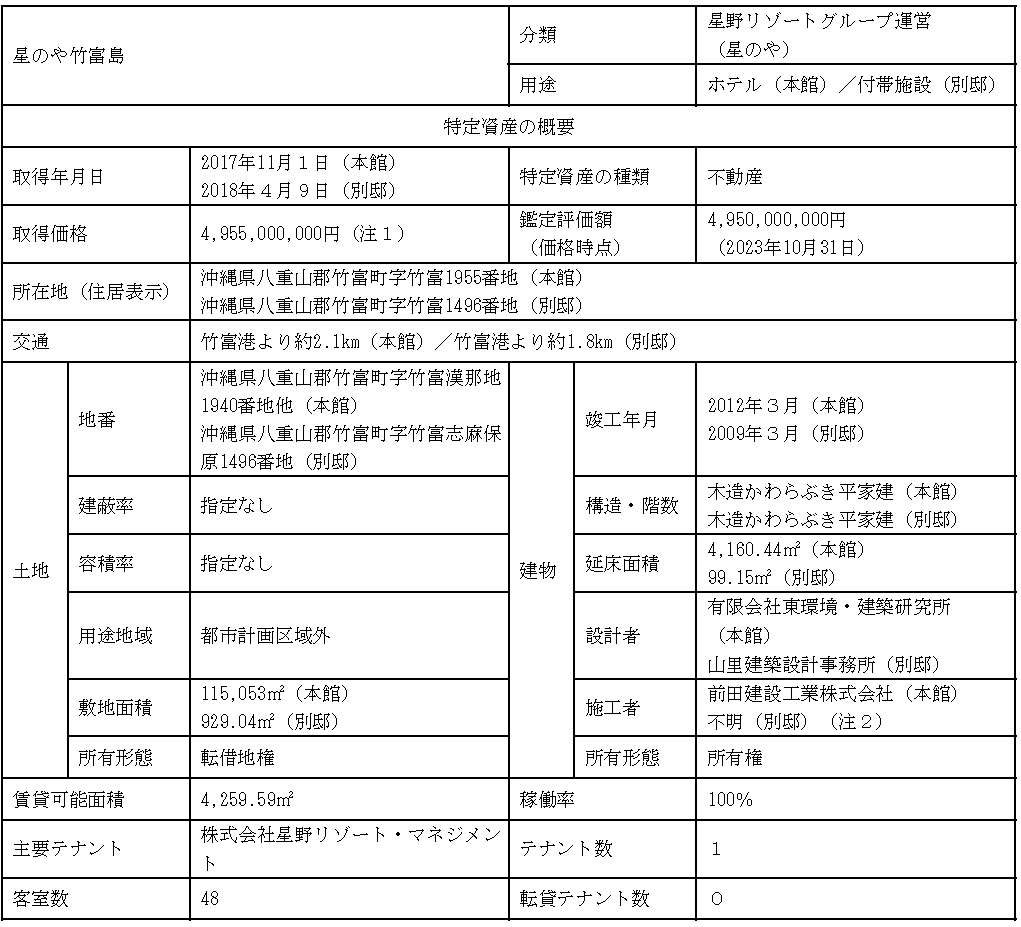 星のや竹富島
分類
星野リゾートグループ運営
（星のや）
用途
ホテル（本館）／付帯施設（別邸）
特定資産の概要
取得年月日
2017年11月１日（本館）
2018年４月９日（別邸）
特定資産の種類
不動産
取得価格
4,955,000,000円（注１）
鑑定評価額
（価格時点）
4,950,000,000円
（2023年10月31日）
所在地（住居表示）
沖縄県八重山郡竹富町字竹富1955番地（本館）
沖縄県八重山郡竹富町字竹富1496番地（別邸）
交通
竹富港より約2.1km（本館）／竹富港より約1.8km（別邸）
土地
地番
沖縄県八重山郡竹富町字竹富漢那地
1940番地他（本館）
沖縄県八重山郡竹富町字竹富志麻保
原1496番地（別邸）
建物
竣工年月
2012年３月（本館）
2009年３月（別邸）
建蔽率
指定なし
構造・階数
木造かわらぶき平家建（本館）
木造かわらぶき平家建（別邸）
容積率
指定なし
延床面積
4,160.44㎡（本館）
99.15㎡（別邸）
用途地域
都市計画区域外
設計者
有限会社東環境・建築研究所
（本館）
山里建築設計事務所（別邸）
敷地面積
115,053㎡（本館）
929.04㎡（別邸）
施工者
前田建設工業株式会社（本館）
不明（別邸）（注２）
所有形態
転借地権
所有形態
所有権
賃貸可能面積
4,259.59㎡
稼働率
100％
主要テナント
株式会社星野リゾート・マネジメン
ト
テナント数
１
客室数
48
転貸テナント数
０